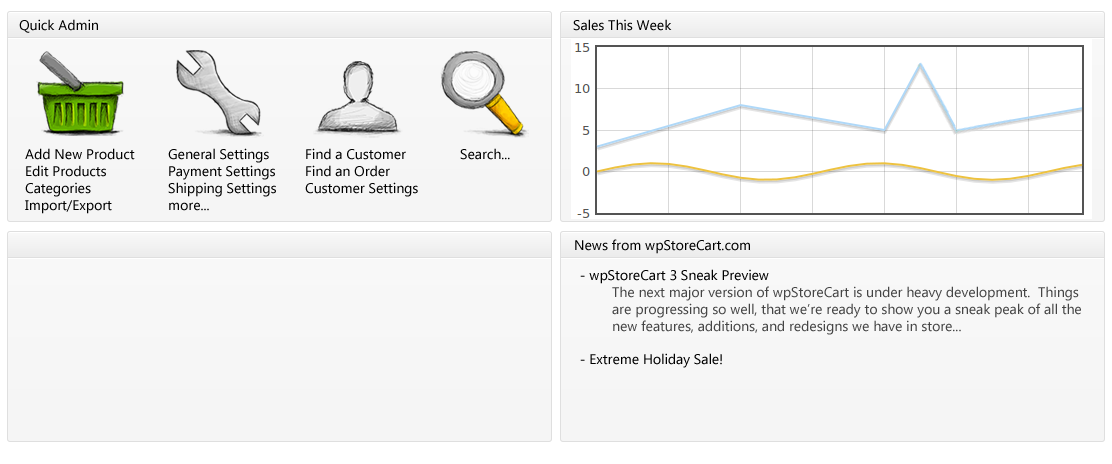 Quick Admin
Add New Product
Edit Products
Categories
Import/Export
General Settings
Payment Settings
Shipping Settings
more...
Find a Customer
Find an Order
Customer Settings
Search...
Sales This Week
15
10
5
0
-5
News from wpStoreCart.com
- wpStoreCart 3 Sneak Preview
The next major version of wpStoreCart is under heavy development. Things
are progressing so well, that we're ready to show you a sneak peak of all the
new features, additions, and redesigns we have in store...
- Extreme Holiday Sale!